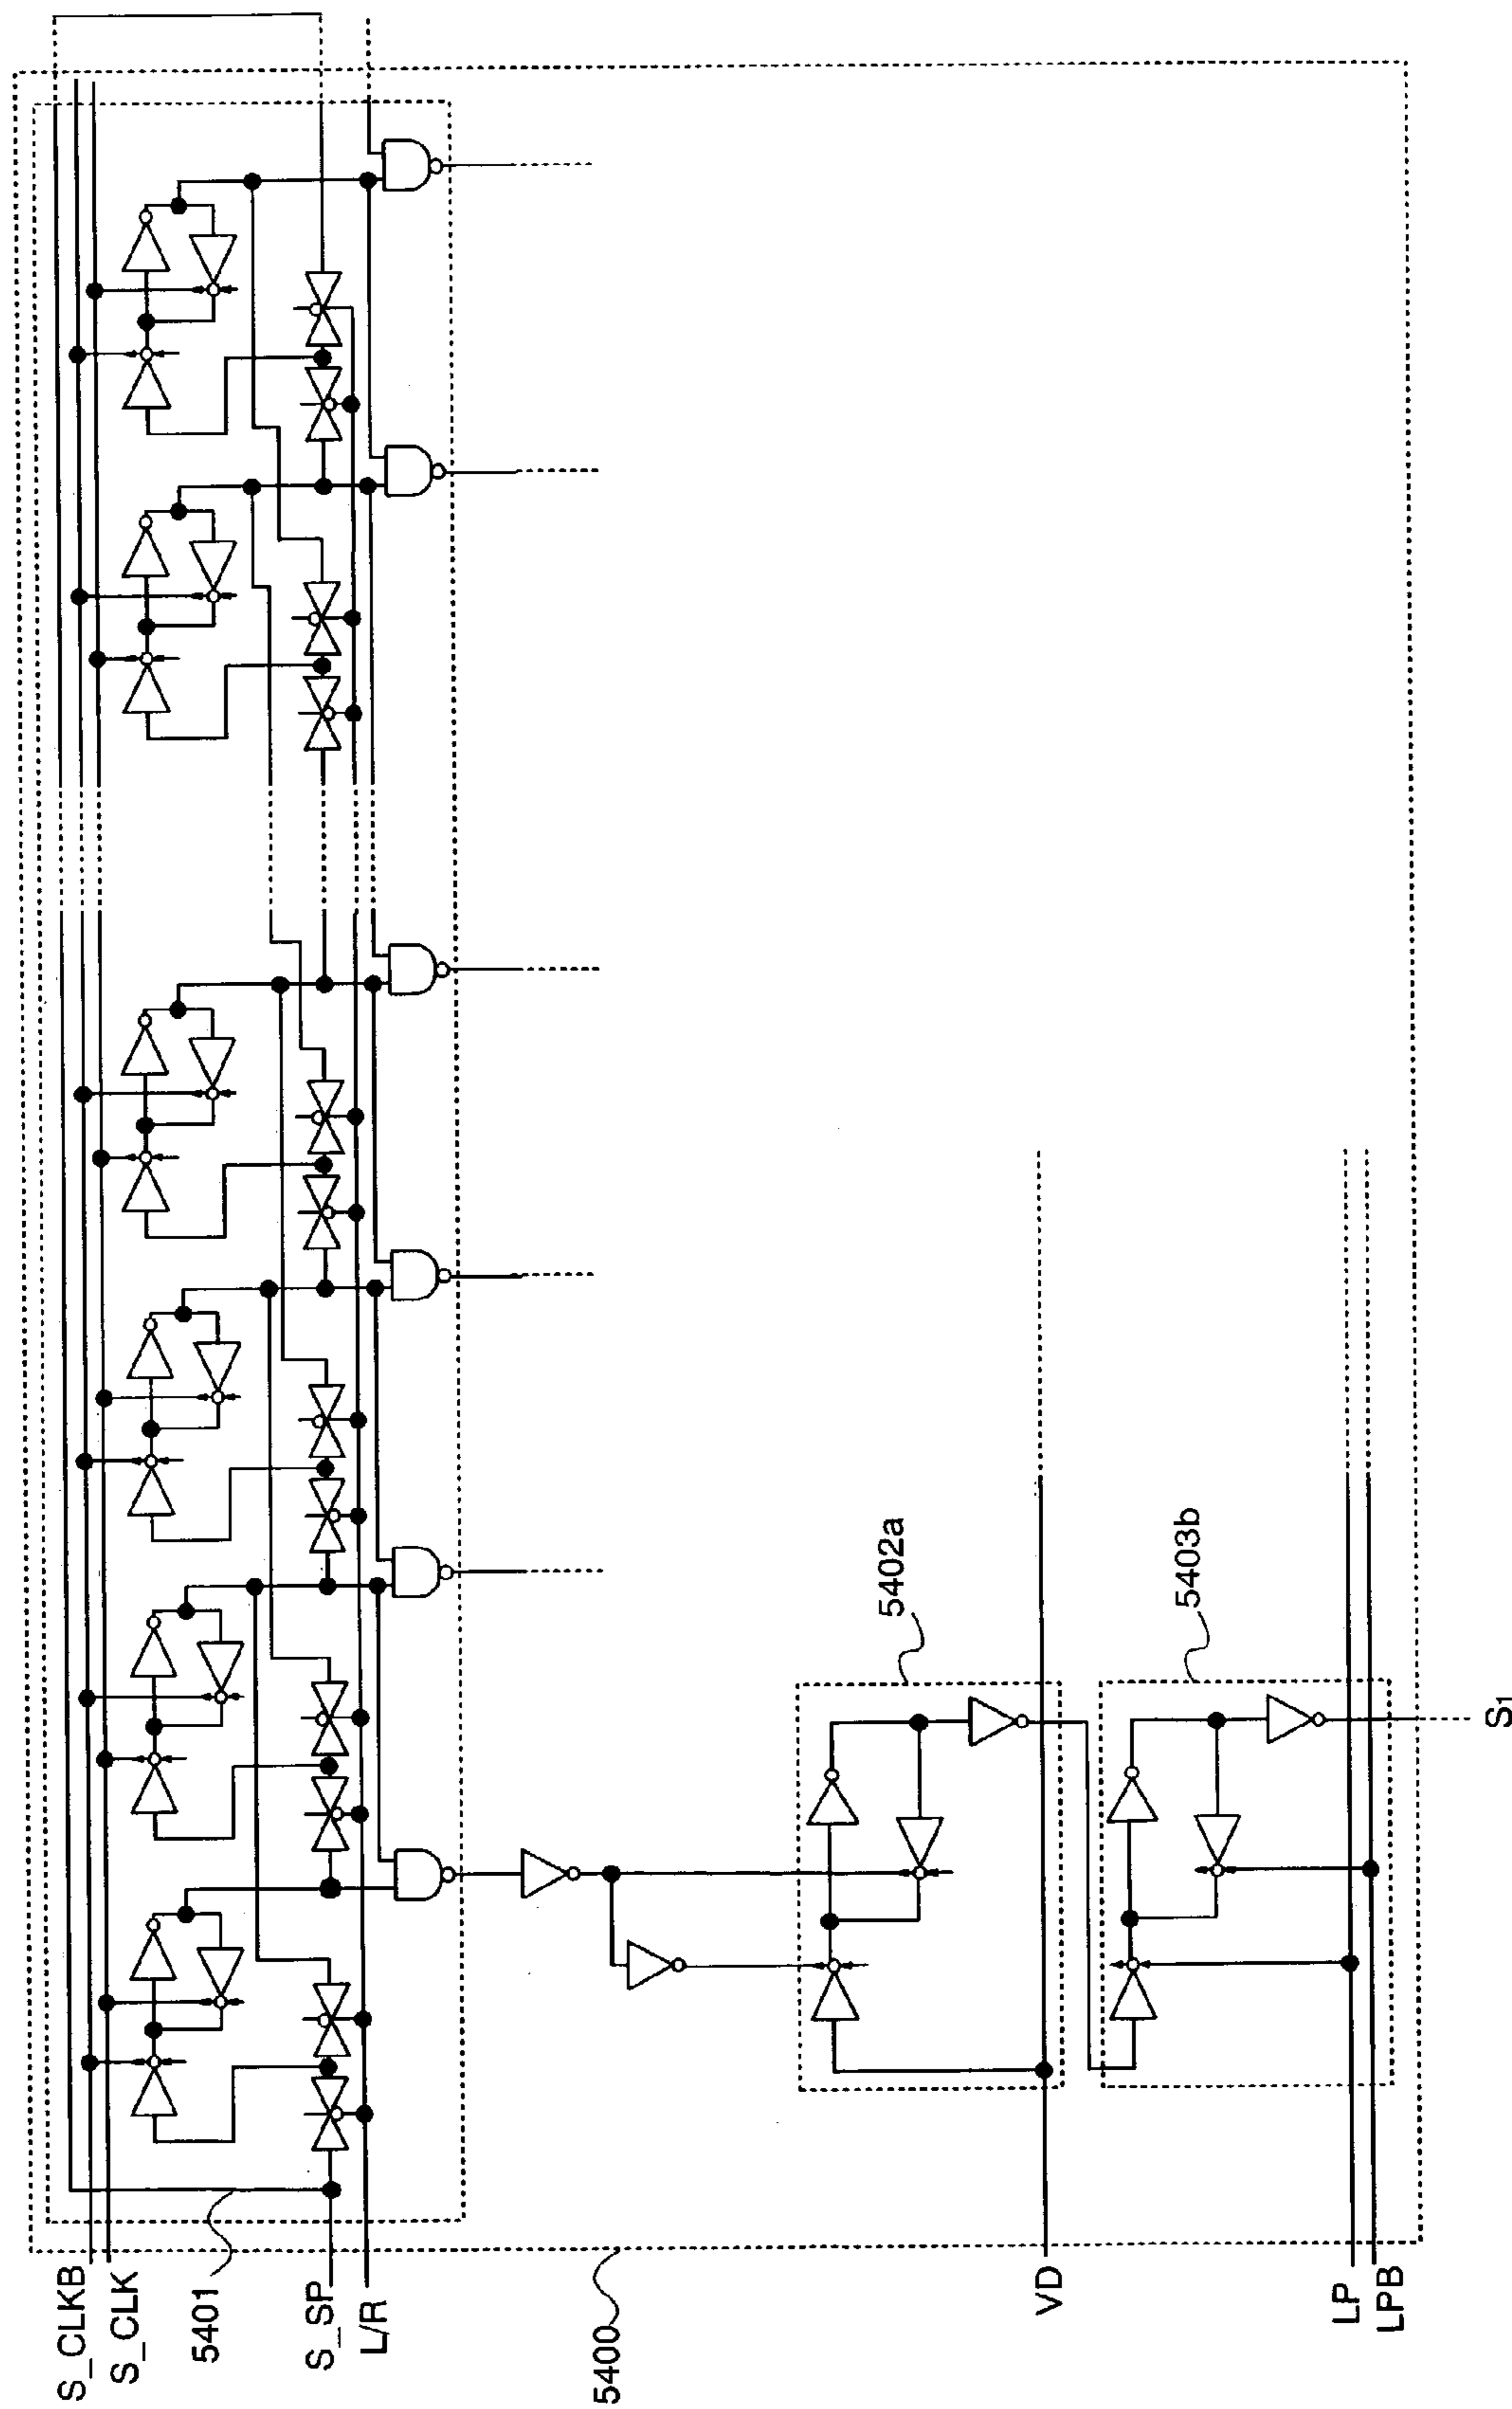 S_CLKB
S_CLK
5401
S_SP
L/R
5400
VD
LP
LPB
5402a
5403b
S1